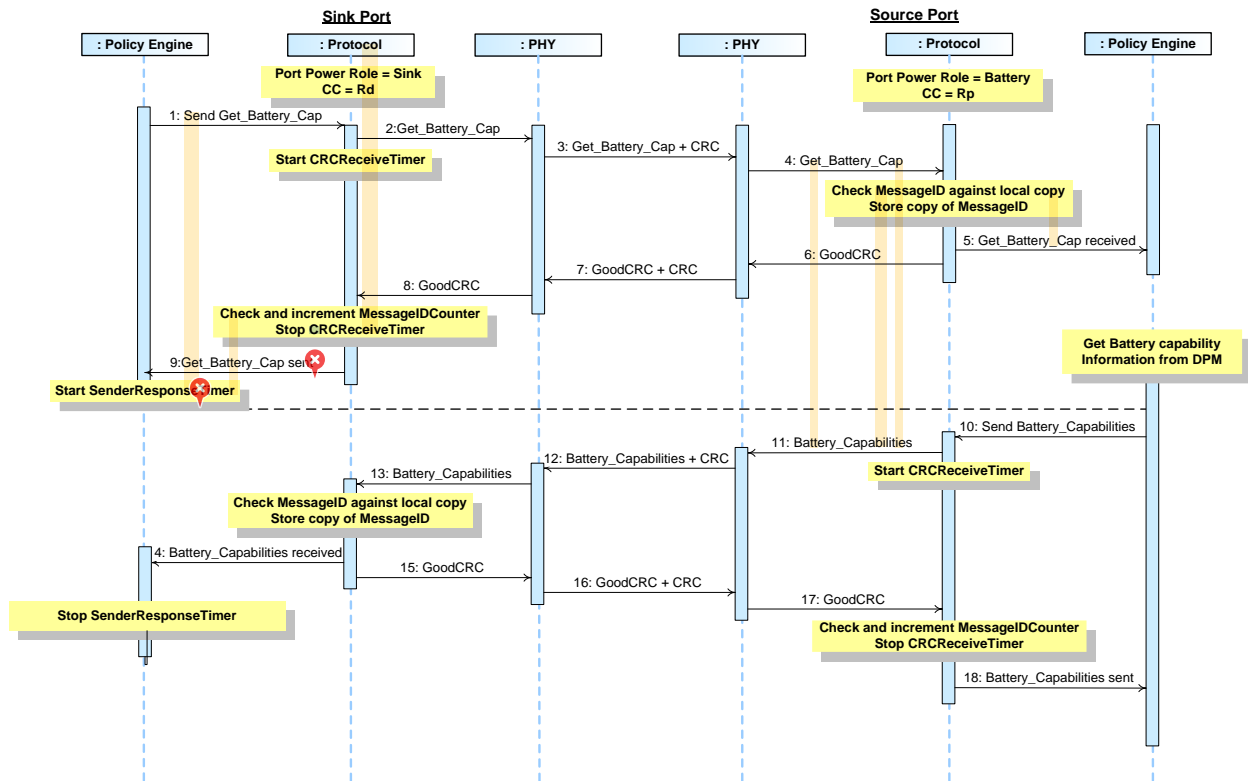 Sink Port
Source Port
: Policy Engine
: Protocol
: PHY
: PHY
: Protocol
: Policy Engine
Port Power Role = Sink
CC = Rd
Port Power Role = Battery
CC = Rp
1: Send Get_Battery_Cap
2:Get_Battery_Cap
Start CRCReceiveTimer
3: Get_Battery_Cap + CRC
4: Get_Battery_Cap
Check MessageID against local copy
Store copy of MessageID
5: Get_Battery_Cap received
6: GoodCRC
7: GoodCRC + CRC
8: GoodCRC
Check and increment MessageIDCounter
Stop CRCReceiveTimer
9:Get_Battery_Cap sent
Start SenderResponseTimer
Get Battery capability
Information from DPM
10: Send Battery_Capabilities
11: Battery_Capabilities
Start CRCReceiveTimer
12: Battery_Capabilities + CRC
13: Battery_Capabilities
Check MessageID against local copy
Store copy of MessageID
4: Battery_Capabilities received
15: GoodCRC
16: GoodCRC + CRC
17: GoodCRC
Stop SenderResponseTimer
Check and increment MessageIDCounter
Stop CRCReceiveTimer
18: Battery_Capabilities sent